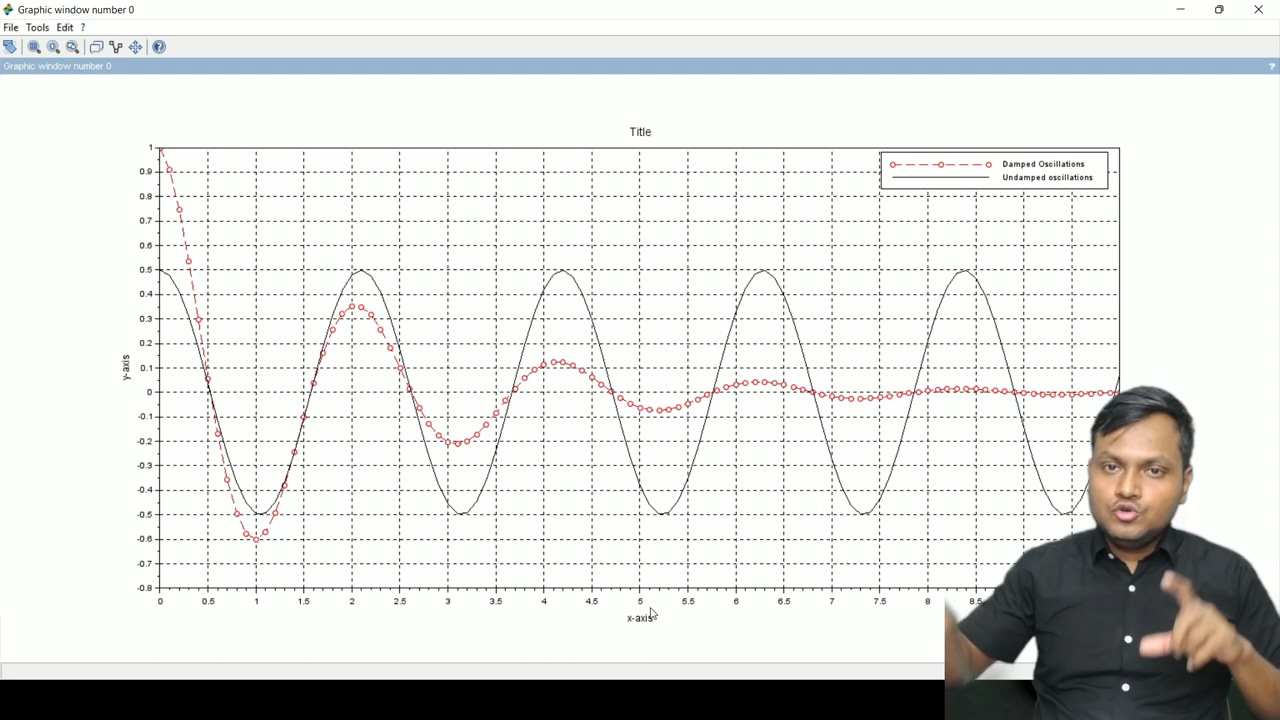 Graphic window number 0
File Tools Edit ?
Graphic window number 0
?
Title
1
0.9
0.8
0.7
0.6
0.5
0.4
0.3
0.2
0.1
0
-0.1
-0.2
-0.3
-0.4
-0.5
-0.6
-0.7
-0.8
y-axis
Damped Oscillations
Undamped oscillations
0 0.5 1 1.5 2 2.5 3 3.5 4 4.5 5 5.5 6 6.5 7 7.5 8 8.5
x-axis